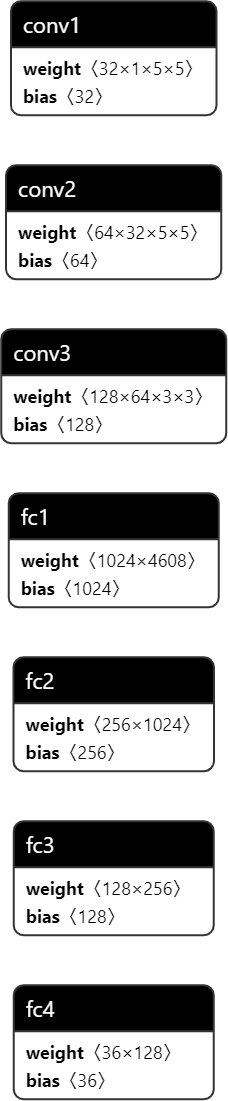 conv1
weight〈32×1×5×5〉
bias〈32〉
conv2
weight〈64×32×5×5〉
bias〈64〉
conv3
weight〈128×64×3×3〉
bias〈128〉
fc1
weight〈1024×4608〉
bias〈1024〉
fc2
weight〈256×1024〉
bias〈256〉
fc3
weight〈128×256〉
bias〈128〉
fc4
weight〈36×128〉
bias〈36〉